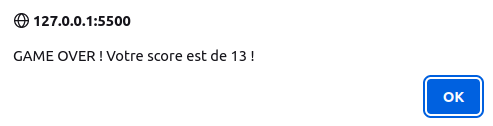 127.0.0.1:5500
GAME OVER ! Votre score est de 13 !
OK